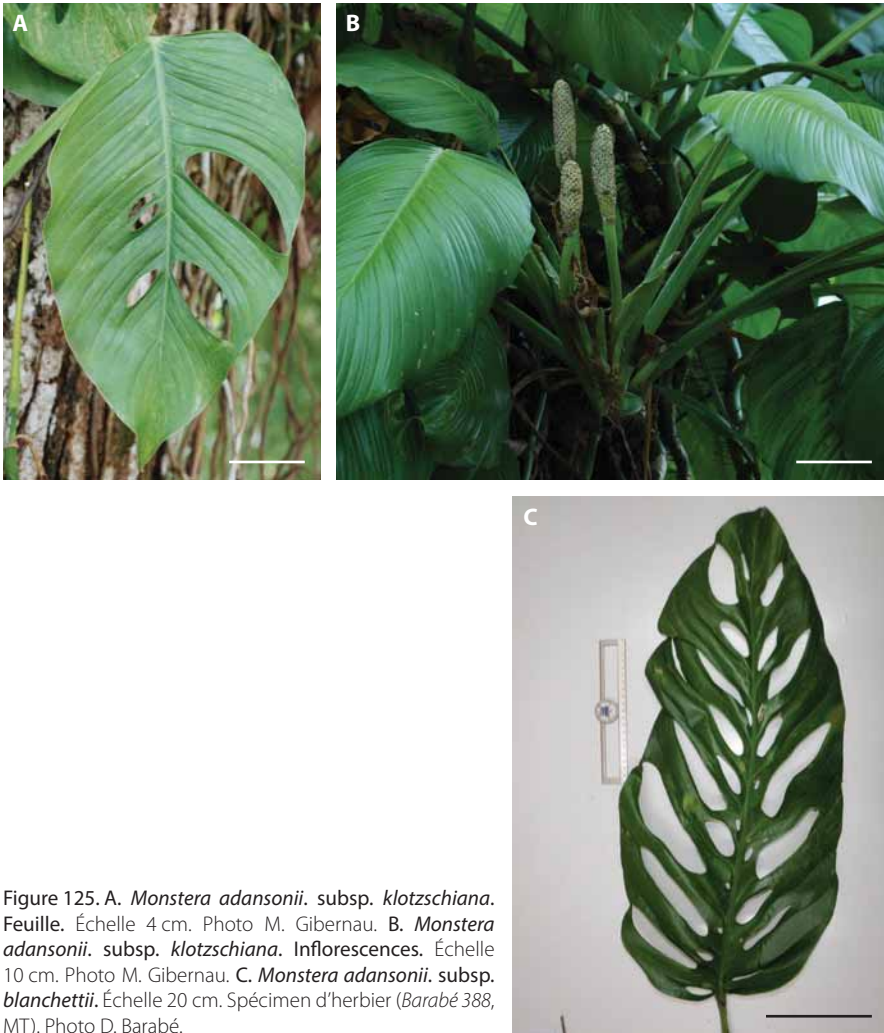 A
B
C
Figure 125. A. Monstera adansonii. subsp. klotzschiana.
Feuille. Échelle 4 cm. Photo M. Gibernau. B. Monstera
adansonii. subsp. klotzschiana. Inflorescences. Échelle
10 cm. Photo M. Gibernau. C. Monstera adansonii. subsp.
blanchettii. Échelle 20 cm. Spécimen d'herbier (Barabé 388,
MT). Photo D. Barabé.